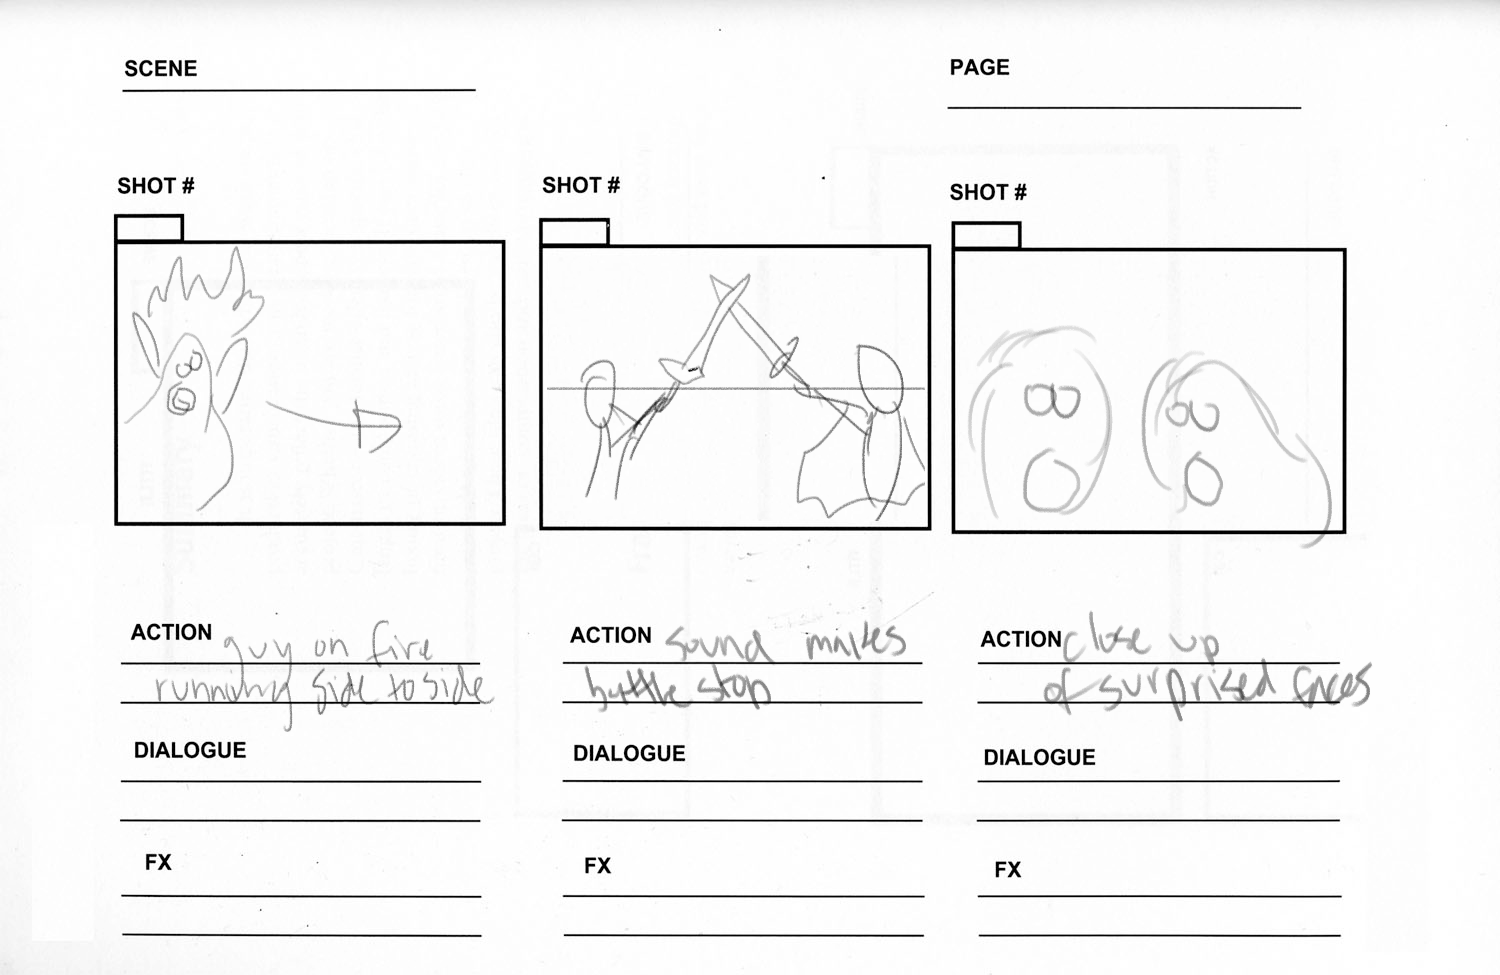 SCENE
PAGE
SHOT #
SHOT #
SHOT #
ACTION guy on fire
running side to side
ACTION sound makes
battle stop
ACTION close up
of surprised faces
DIALOGUE
DIALOGUE
DIALOGUE
FX
FX
FX